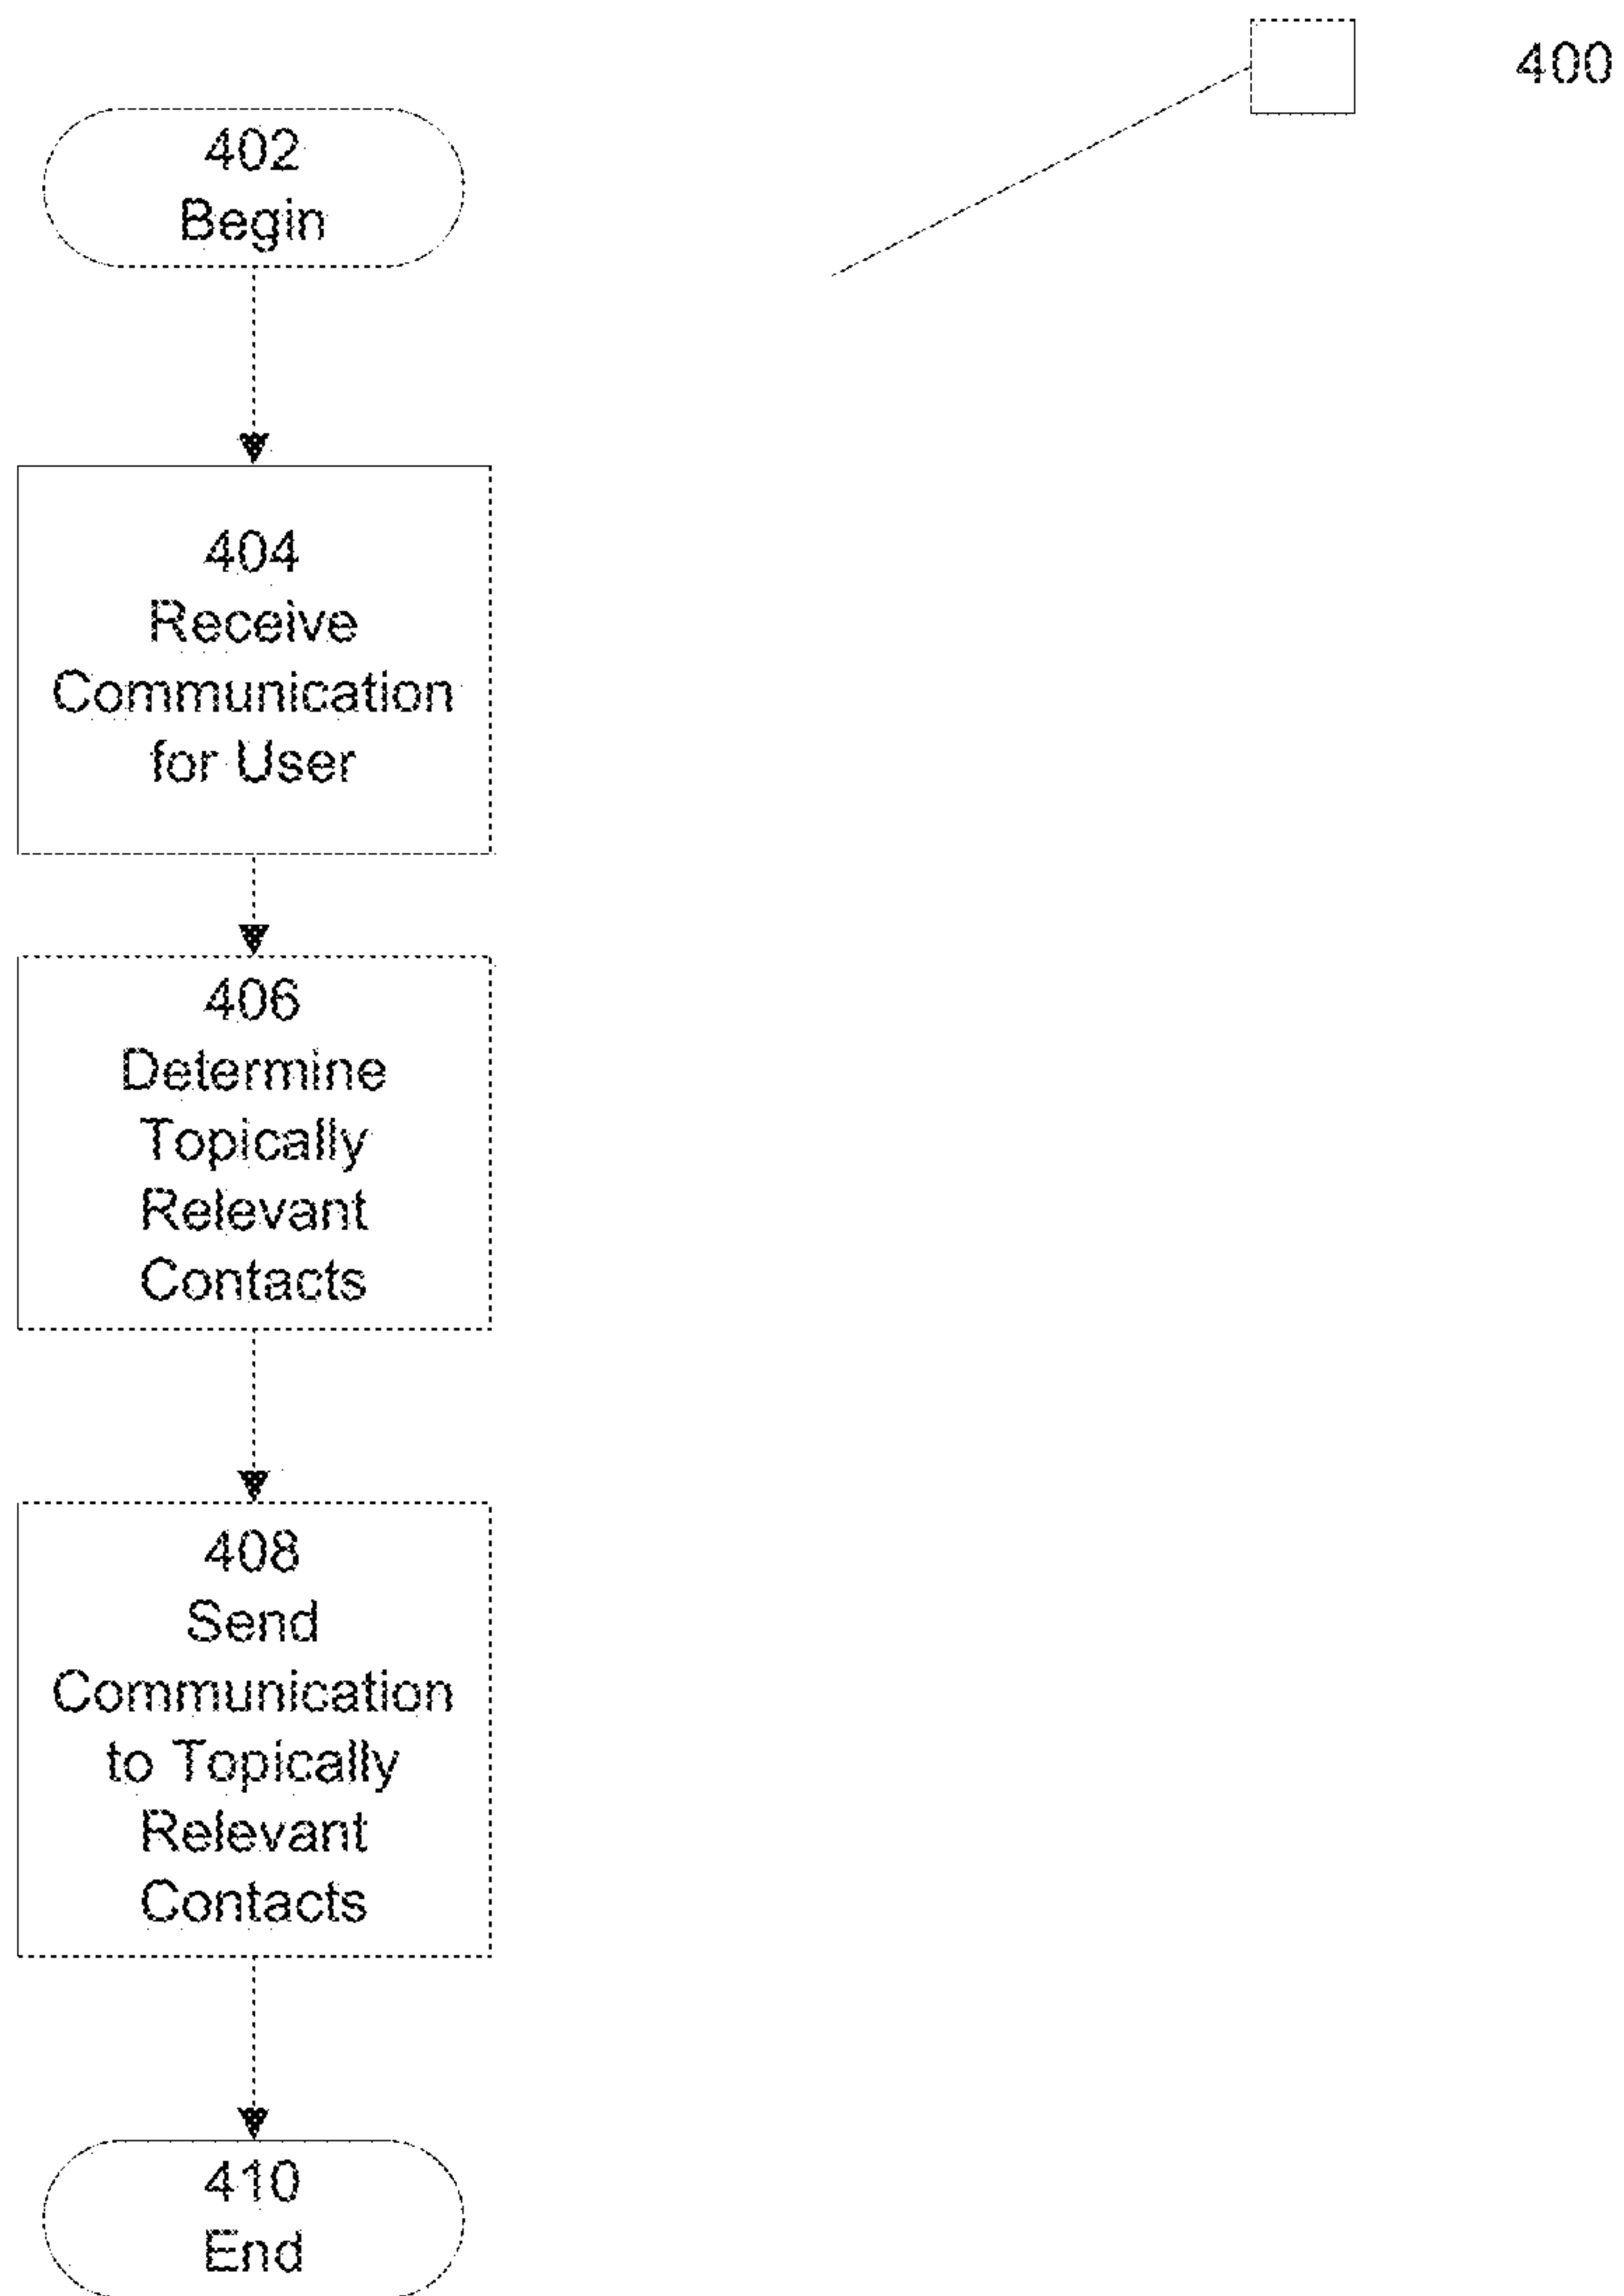 400
402
Begin
404
Receive
Communication
for User
406
Determine
Topically
Relevant
Contacts
408
Send
Communication
to Topically
Relevant
Contacts
410
End